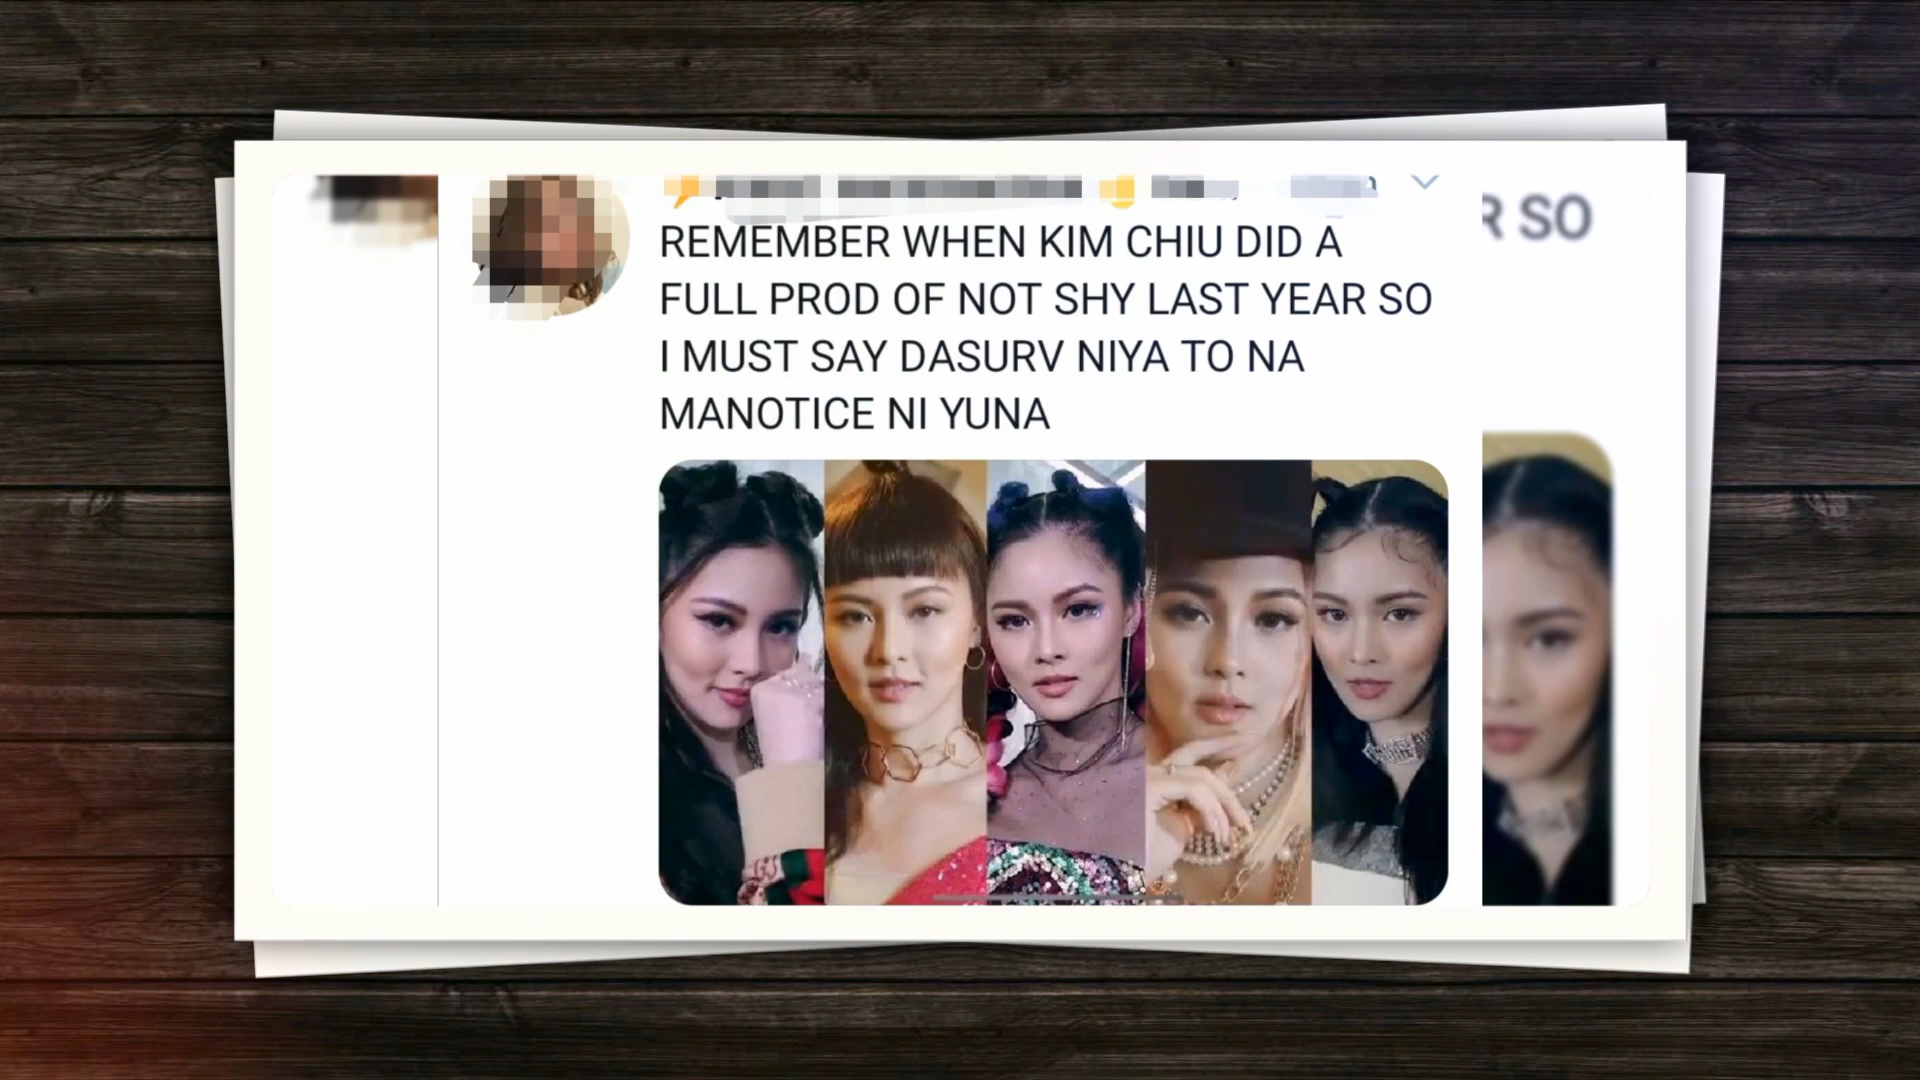 REMEMBER WHEN KIM CHIU DID A
FULL PROD OF NOT SHY LAST YEAR SO
I MUST SAY DASURV NIYA TO NA
MANOTICE NI YUNA
R SO